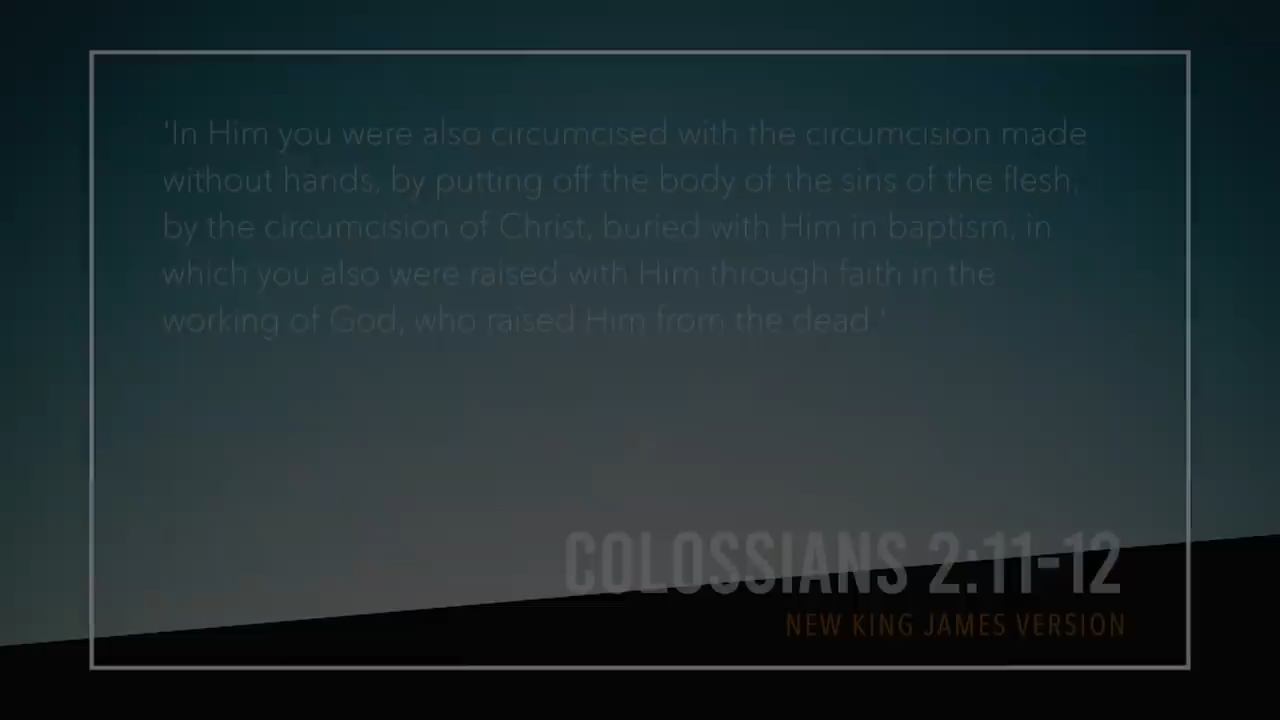 'In Him you were also circumcised with the circumcision made
without hands, by putting off the body of the sins of the flesh,
by the circumcision of Christ, buried with Him in baptism, in
which you also were raised with Him through faith in the
working of God, who raised Him from the dead.'
COLOSSIANS 2:11-12
NEW KING JAMES VERSION